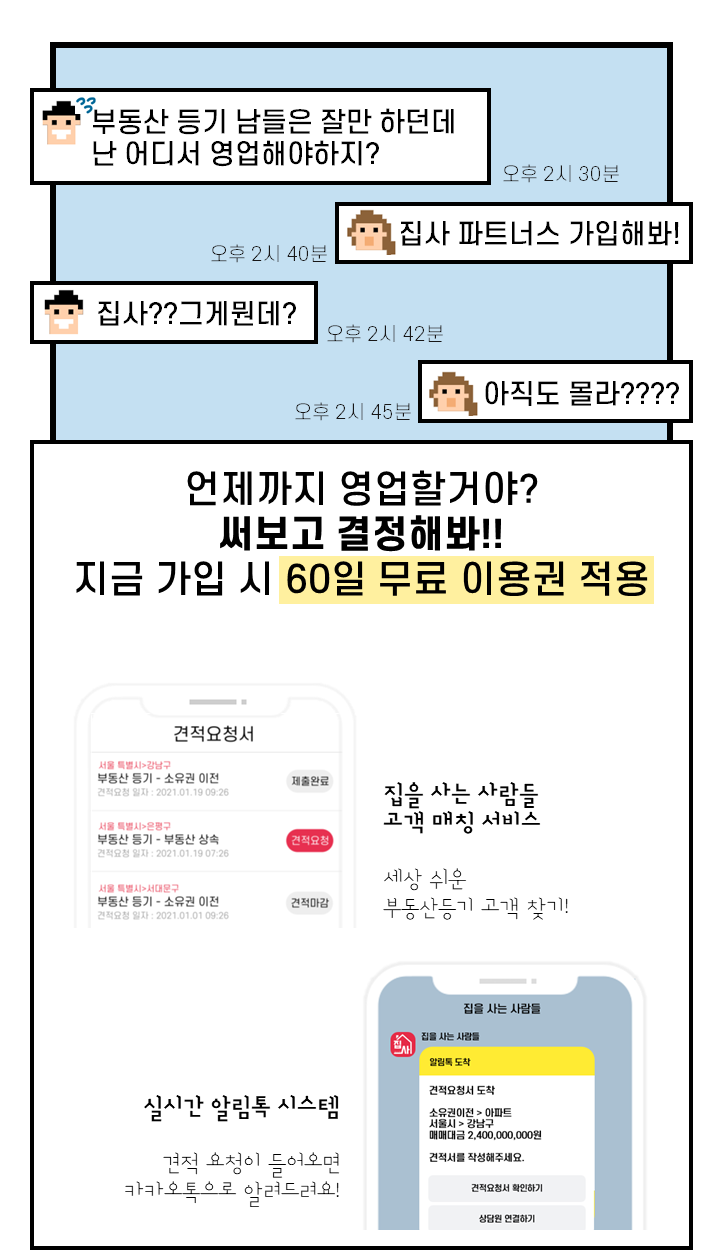 부동산 등기 남들은 잘만 하던데
난 어디서 영업해야하지?
오후 2시 30분
집사 파트너스 가입해봐!
오후 2시 40분
집사??그게뭔데?
오후 2시 42분
아직도 몰라????
오후 2시 45분
언제까지 영업할거야?
써보고 결정해봐!!
지금 가입 시 60일 무료 이용권 적용
견적요청서
서울 특별시>강남구
부동산 등기 - 소유권 이전
견적요청 일자 : 2021.01.19 09:26
제출완료
서울 특별시>은평구
부동산 등기 - 부동산 상속
견적요청 일자 : 2021.01.19 07:26
견적요청
서울 특별시>서대문구
부동산 등기 - 소유권 이전
견적요청 일자 : 2021.01.01 09:26
견적마감
집을 사는 사람들
고객 매칭 서비스
세상 쉬운
부동산등기 고객 찾기!
실시간 알림톡 시스템
견적 요청이 들어오면
카카오톡으로 알려드려요!
집을 사는 사람들
집사
집을 사는 사람들
알림톡 도착
견적요청서 도착
소유권이전 > 아파트
서울시 > 강남구
매매대금 2,400,000,000원
견적서를 작성해주세요.
견적요청서 확인하기
상담원 연결하기